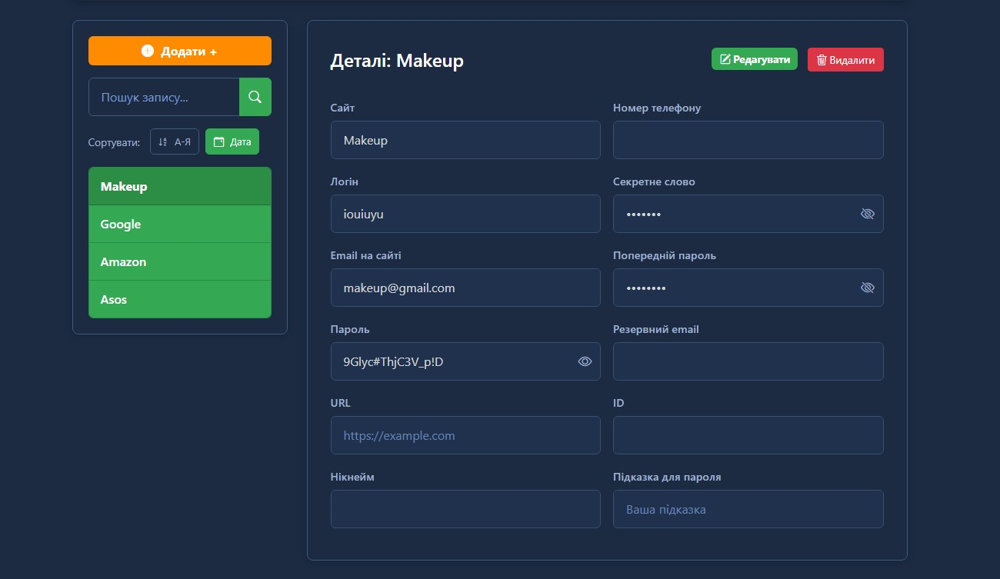 Додати +
Пошук запису...
Сортувати:
А-Я
Дата
Makeup
Google
Amazon
Asos
Деталі: Makeup
Редагувати
Видалити
Сайт
Номер телефону
Makeup
Логін
Секретне слово
iouiuyu
•••••••
Email на сайті
Попередній пароль
makeup@gmail.com
••••••••
Пароль
Резервний email
9Glyc#ThjC3V_p!D
URL
ID
https://example.com
Нікнейм
Підказка для пароля
Ваша підказка